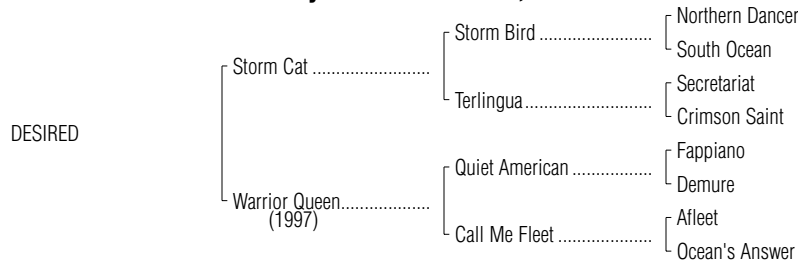 Northern Dancer
Storm Bird ......................
South Ocean
Storm Cat ........................
Secretariat
Terlingua.........................
Crimson Saint
DESIRED
Fappiano
Quiet American ................
Demure
Warrior Queen..................
(1997)
Afleet
Call Me Fleet ...................
Ocean's Answer